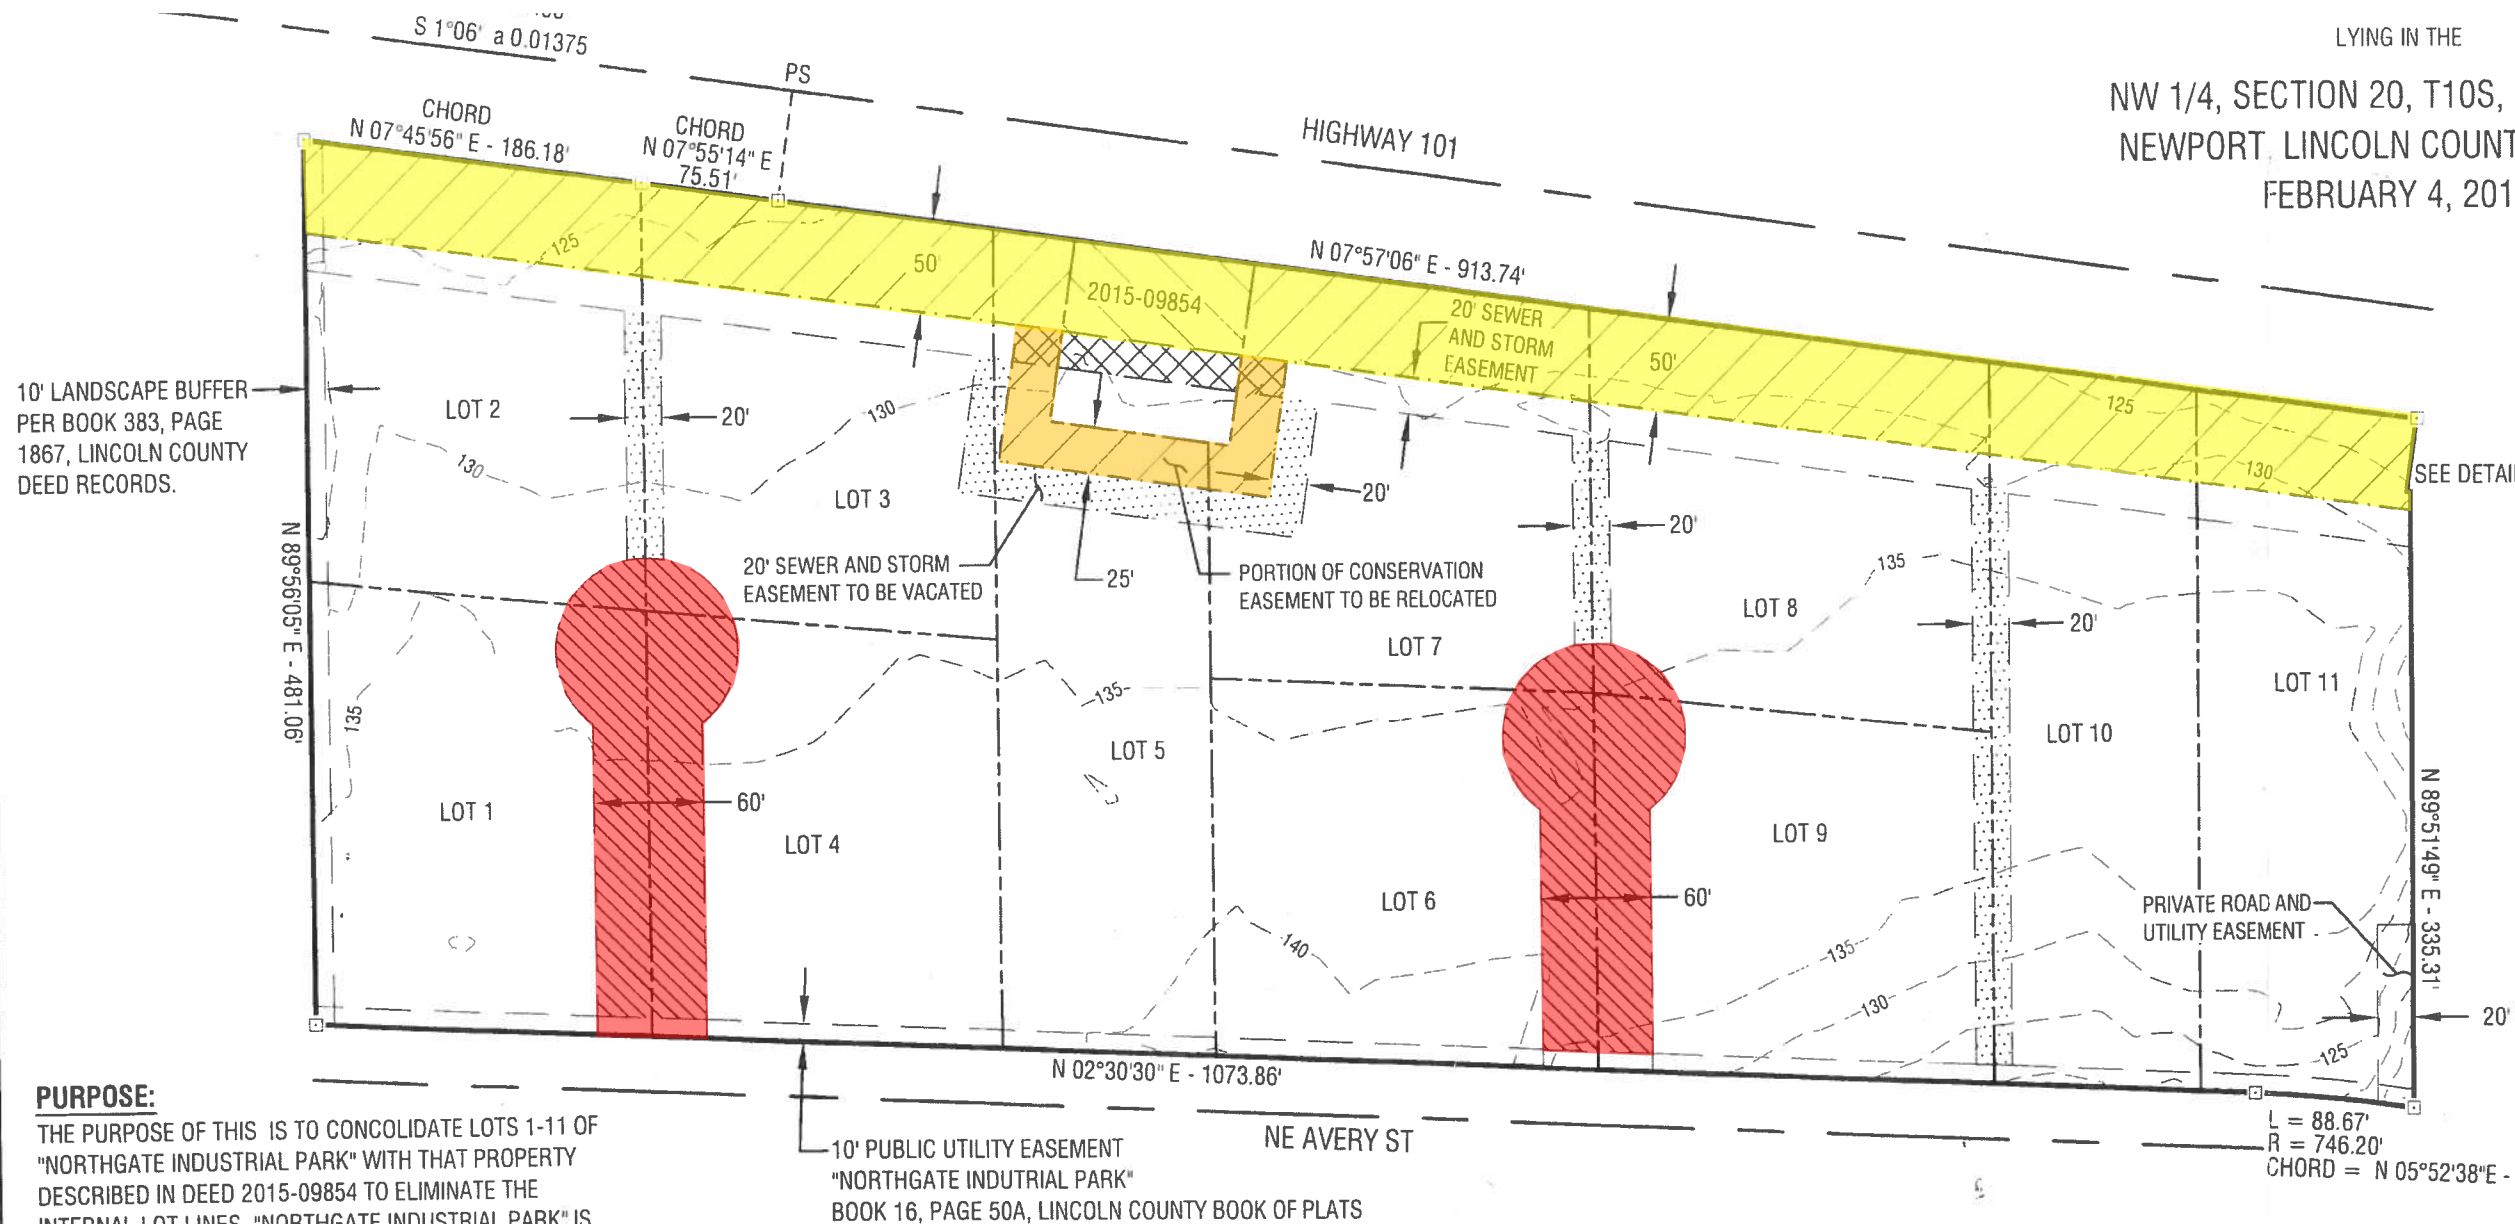 S 1°06' a 0.01375
PS
LYING IN THE
NW 1/4, SECTION 20, T10S,
NEWPORT, LINCOLN COUNT
FEBRUARY 4, 201
HIGHWAY 101
CHORD
N 07°45'56" E - 186.18'
CHORD
N 07°55'14" E
75.51'
N 07°57'06" E - 913.74'
125
50'
2015-09854
20' SEWER
AND STORM
EASEMENT
50'
125
130
SEE DETAI
10' LANDSCAPE BUFFER
PER BOOK 383, PAGE
1867, LINCOLN COUNTY
DEED RECORDS.
LOT 2
20'
130
130
LOT 3
20'
20'
N 89°56'05" E - 481.06'
20' SEWER AND STORM
EASEMENT TO BE VACATED
25'
PORTION OF CONSERVATION
EASEMENT TO BE RELOCATED
135
LOT 8
20'
LOT 7
LOT 11
135
135
LOT 5
LOT 10
LOT 1
60'
LOT 4
LOT 9
LOT 6
60'
N 89°51'49" E - 335.31'
PRIVATE ROAD AND
UTILITY EASEMENT
140
135
130
125
20'
N 02°30'30" E - 1073.86'
NE AVERY ST
L = 88.67'
R = 746.20'
CHORD = N 05°52'38"E -
PURPOSE:
THE PURPOSE OF THIS IS TO CONCOLIDATE LOTS 1-11 OF
"NORTHGATE INDUSTRIAL PARK" WITH THAT PROPERTY
DESCRIBED IN DEED 2015-09854 TO ELIMINATE THE
INTERNAL LOT LINES. "NORTHGATE INDUSTRIAL PARK" IS
10' PUBLIC UTILITY EASEMENT
"NORTHGATE INDUTRIAL PARK"
BOOK 16, PAGE 50A, LINCOLN COUNTY BOOK OF PLATS